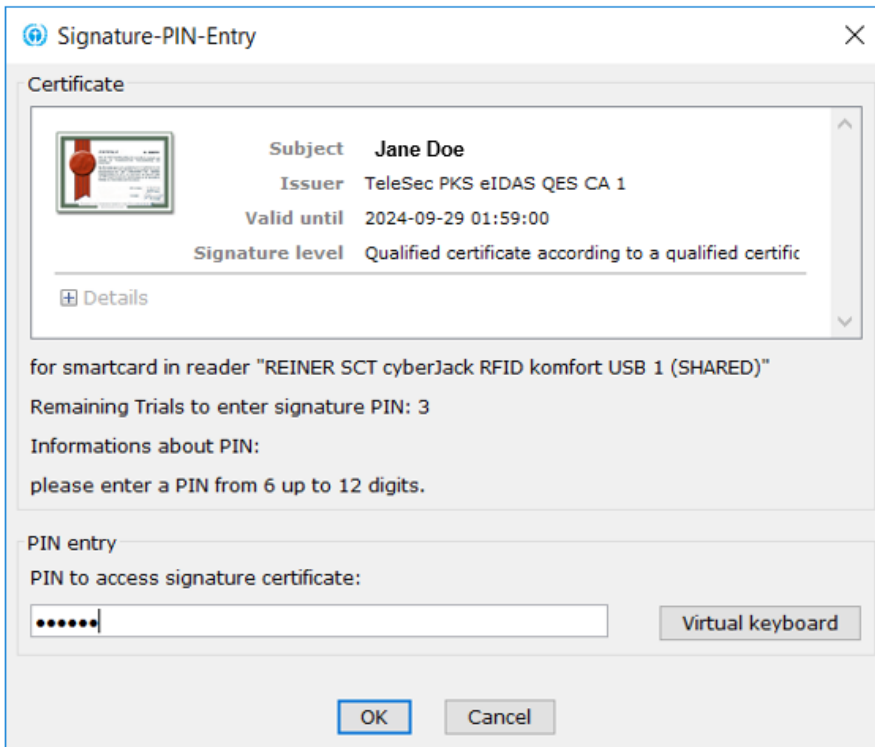 Signature-PIN-Entry
Certificate
Subject Jane Doe
Issuer TeleSec PKS eIDAS QES CA 1
Valid until 2024-09-29 01:59:00
Signature level Qualified certificate according to a qualified certific
Details
for smartcard in reader "REINER SCT cyberJack RFID komfort USB 1 (SHARED)"
Remaining Trials to enter signature PIN: 3
Informations about PIN:
please enter a PIN from 6 up to 12 digits.
PIN entry
PIN to access signature certificate:
••••••
Virtual keyboard
OK Cancel